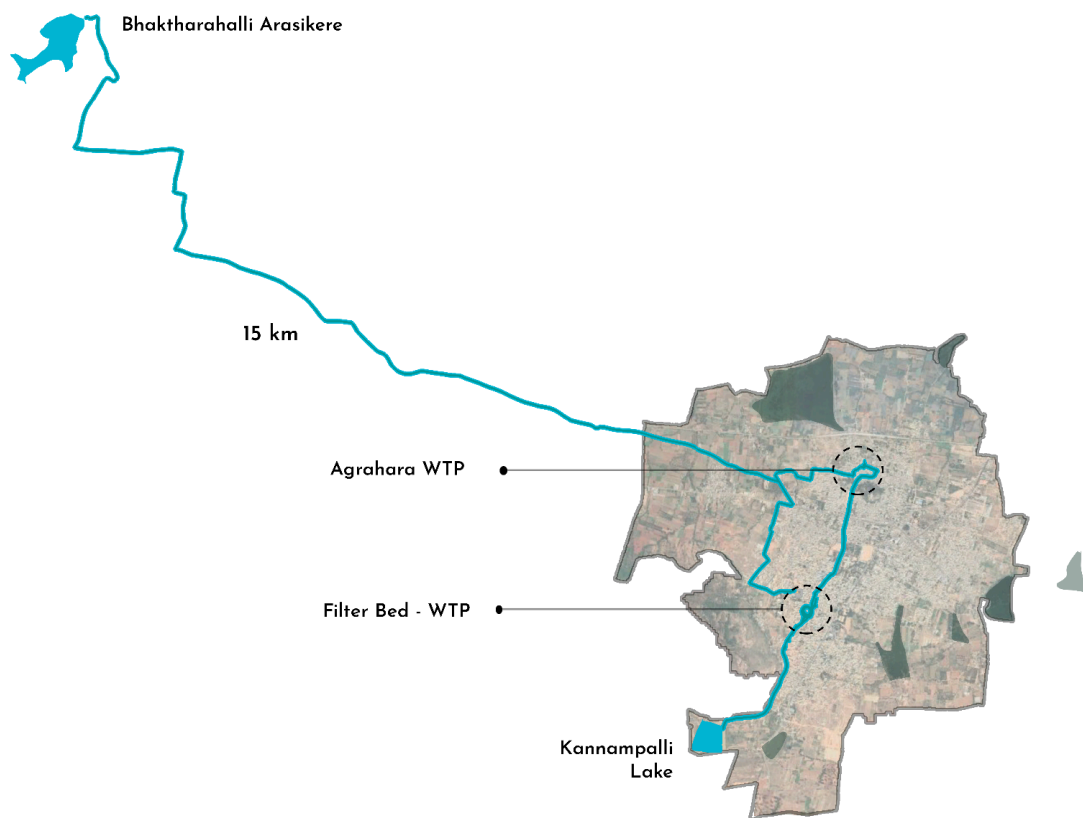 Bhaktharahalli Arasikere
15 km
Agrahara WTP
Filter Bed - WTP
Kannampalli
Lake